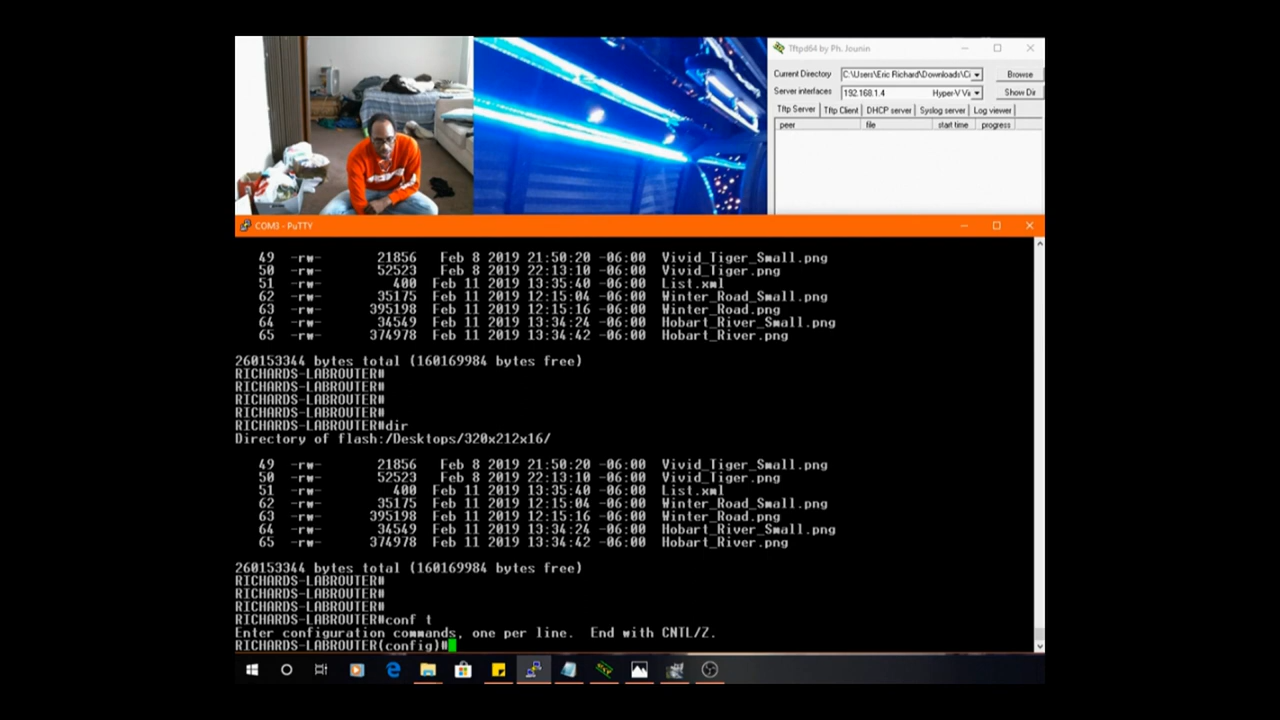 Tftpd64 by Ph. Jounin
Current Directory C:\Users\Eric Richard\Downloads\Ci Browse
Server interfaces 192.168.1.4 Hyper-V Vi Show Dir
Tftp Server Tftp Client DHCP server Syslog server Log viewer
peer file start time progress
COM3 - PuTTY
49 -rw- 21856 Feb 8 2019 21:50:20 -06:00 Vivid_Tiger_Small.png
50 -rw- 52523 Feb 8 2019 22:13:10 -06:00 Vivid_Tiger.png
51 -rw- 400 Feb 11 2019 13:35:40 -06:00 List.xml
62 -rw- 35175 Feb 11 2019 12:15:04 -06:00 Winter_Road_Small.png
63 -rw- 395198 Feb 11 2019 12:15:16 -06:00 Winter_Road.png
64 -rw- 34549 Feb 11 2019 13:34:24 -06:00 Hobart_River_Small.png
65 -rw- 374978 Feb 11 2019 13:34:42 -06:00 Hobart_River.png
260153344 bytes total (160169984 bytes free)
RICHARDS-LABROUTER#
RICHARDS-LABROUTER#
RICHARDS-LABROUTER#
RICHARDS-LABROUTER#
RICHARDS-LABROUTER#dir
Directory of flash:/Desktops/320x212x16/
49 -rw- 21856 Feb 8 2019 21:50:20 -06:00 Vivid_Tiger_Small.png
50 -rw- 52523 Feb 8 2019 22:13:10 -06:00 Vivid_Tiger.png
51 -rw- 400 Feb 11 2019 13:35:40 -06:00 List.xml
62 -rw- 35175 Feb 11 2019 12:15:04 -06:00 Winter_Road_Small.png
63 -rw- 395198 Feb 11 2019 12:15:16 -06:00 Winter_Road.png
64 -rw- 34549 Feb 11 2019 13:34:24 -06:00 Hobart_River_Small.png
65 -rw- 374978 Feb 11 2019 13:34:42 -06:00 Hobart_River.png
260153344 bytes total (160169984 bytes free)
RICHARDS-LABROUTER#
RICHARDS-LABROUTER#
RICHARDS-LABROUTER#
RICHARDS-LABROUTER#conf t
Enter configuration commands, one per line. End with CNTL/Z.
RICHARDS-LABROUTER(config)#